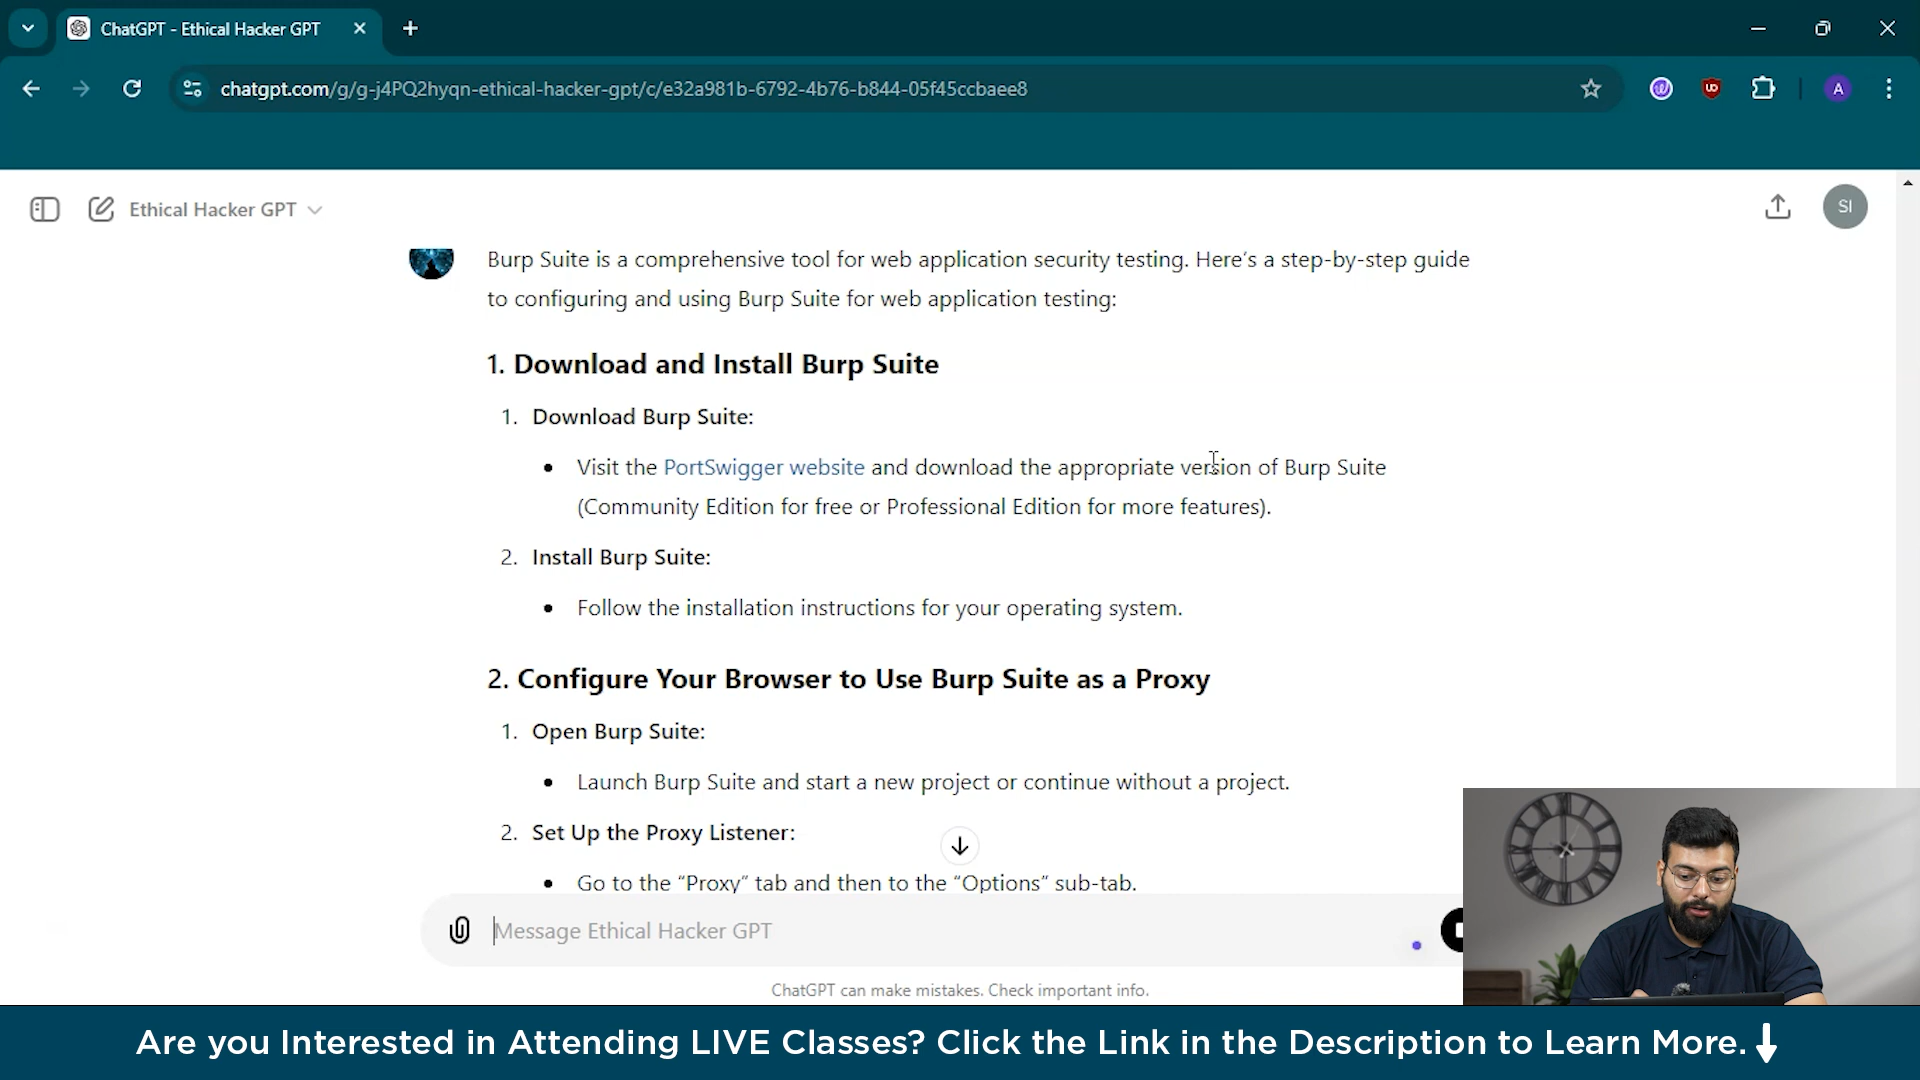 ChatGPT - Ethical Hacker GPT
chatgpt.com/g/g-j4PQ2hyqn-ethical-hacker-gpt/c/e32a981b-6792-4b76-b844-05f45ccbaee8
A
Ethical Hacker GPT
SI
Burp Suite is a comprehensive tool for web application security testing. Here’s a step-by-step guide
to configuring and using Burp Suite for web application testing:
1. Download and Install Burp Suite
1. Download Burp Suite:
• Visit the PortSwigger website and download the appropriate version of Burp Suite
(Community Edition for free or Professional Edition for more features).
2. Install Burp Suite:
• Follow the installation instructions for your operating system.
2. Configure Your Browser to Use Burp Suite as a Proxy
1. Open Burp Suite:
• Launch Burp Suite and start a new project or continue without a project.
2. Set Up the Proxy Listener:
• Go to the “Proxy” tab and then to the “Options” sub-tab.
Message Ethical Hacker GPT
ChatGPT can make mistakes. Check important info.
Are you Interested in Attending LIVE Classes? Click the Link in the Description to Learn More.